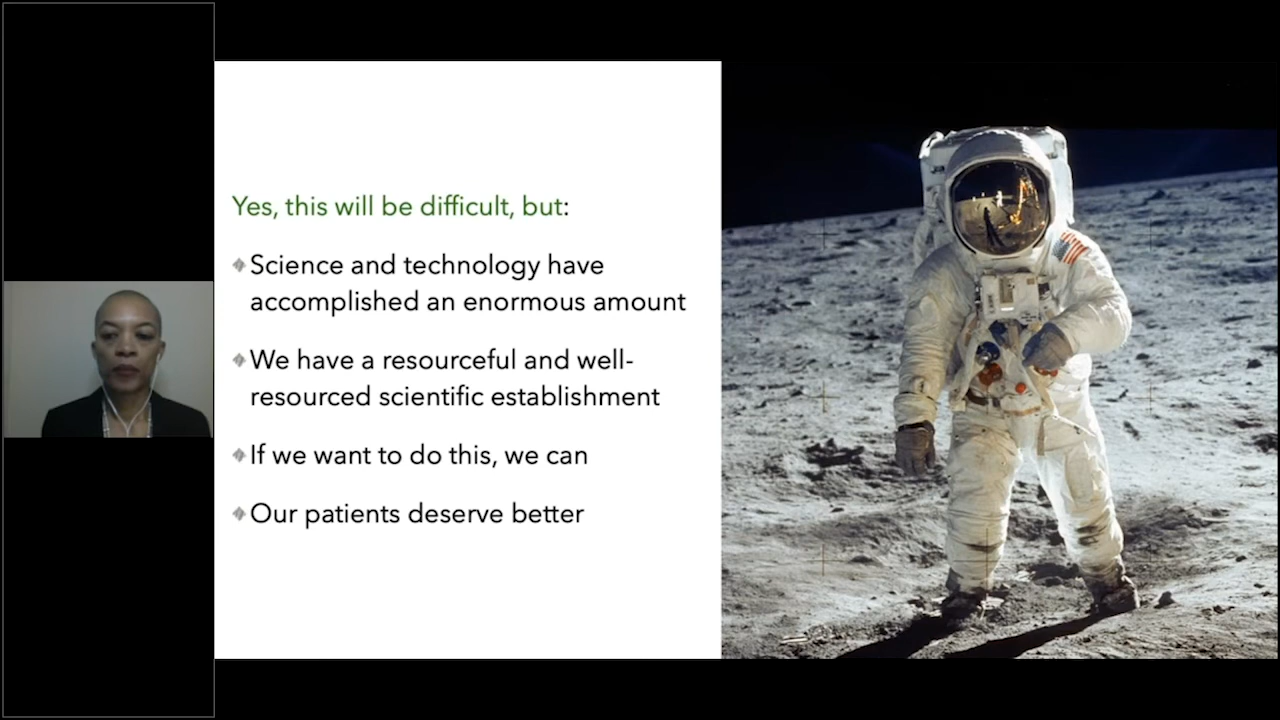 Yes, this will be difficult, but:
Science and technology have
accomplished an enormous amount
We have a resourceful and well-
resourced scientific establishment
If we want to do this, we can
Our patients deserve better